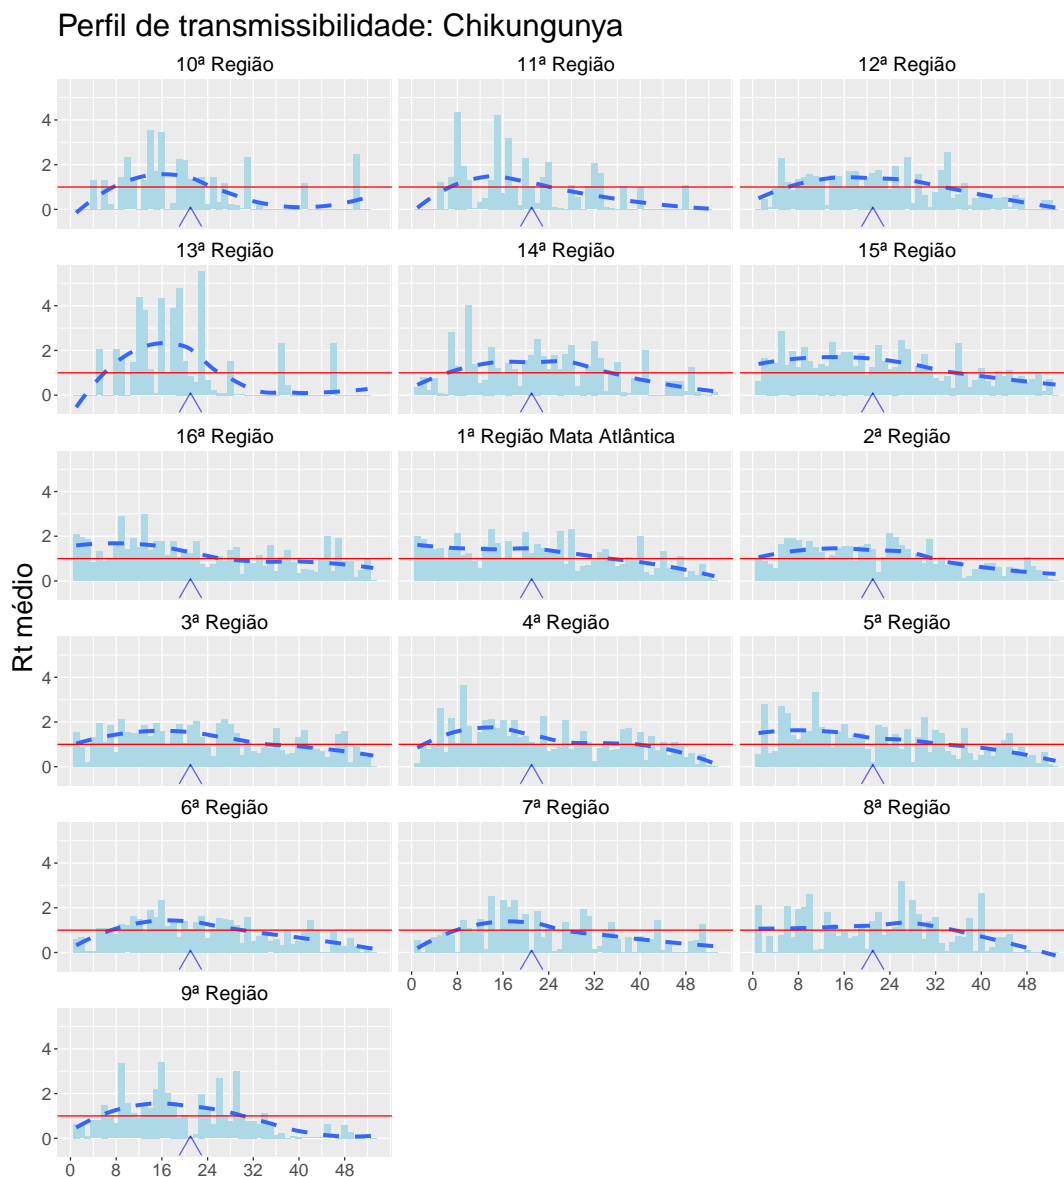 Perfil de transmissibilidade: Chikungunya
10ª Região
11ª Região
12ª Região
4
2
0
13ª Região
14ª Região
15ª Região
4
2
0
16ª Região
1ª Região Mata Atlântica
2ª Região
4
2
0
Rt médio
3ª Região
4ª Região
5ª Região
4
2
0
6ª Região
7ª Região
8ª Região
4
2
0
0 8 16 24 32 40 48
0 8 16 24 32 40 48
9ª Região
4
2
0
0 8 16 24 32 40 48